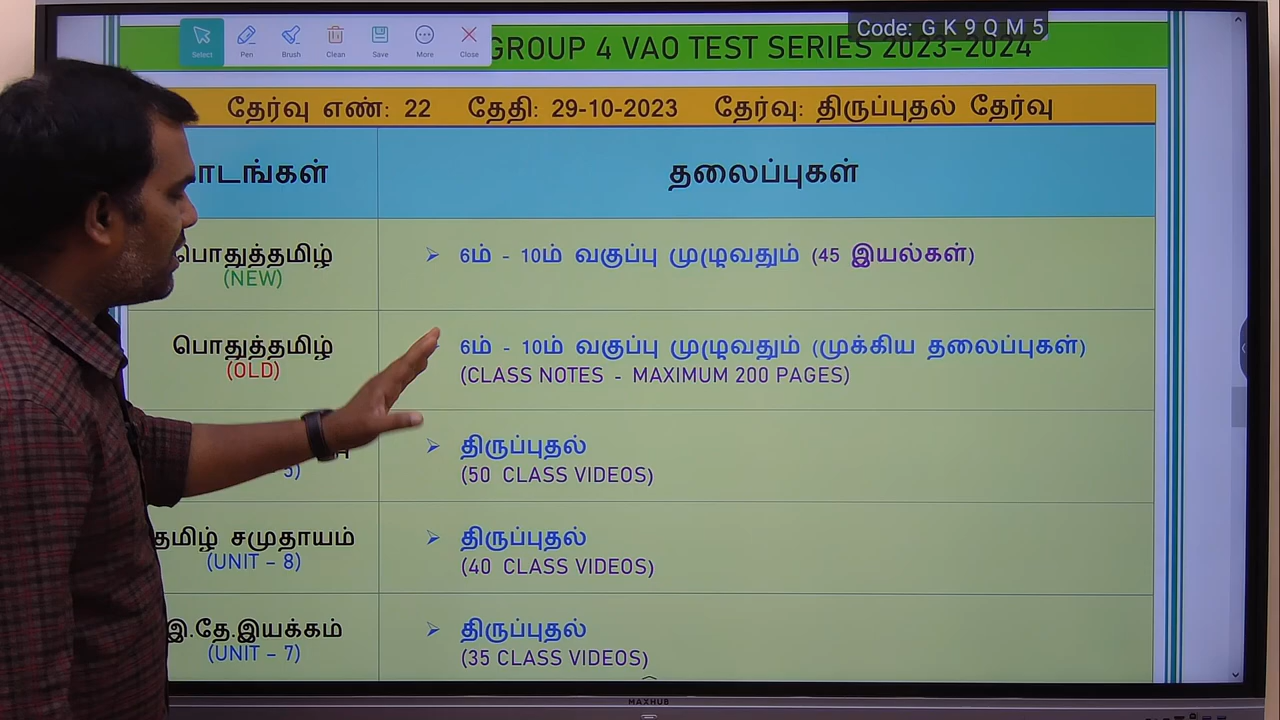 Code: G K 9 Q M 5
GROUP 4 VAO TEST SERIES 2023-2024
Select Pen Brush Clean Save More Close
தேர்வு எண்: 22 தேதி: 29-10-2023 தேர்வு: திருப்புதல் தேர்வு
தலைப்புகள்
பொதுத்தமிழ்
(NEW)
➢ 6ம் - 10ம் வகுப்பு முழுவதும் (45 இயல்கள்)
பொதுத்தமிழ்
(OLD)
6ம் - 10ம் வகுப்பு முழுவதும் (முக்கிய தலைப்புகள்)
(CLASS NOTES - MAXIMUM 200 PAGES)
➢ திருப்புதல்
(50 CLASS VIDEOS)
தமிழ் சமுதாயம்
(UNIT – 8)
➢ திருப்புதல்
(40 CLASS VIDEOS)
இ.தே.இயக்கம்
(UNIT – 7)
➢ திருப்புதல்
(35 CLASS VIDEOS)
MAXHUB